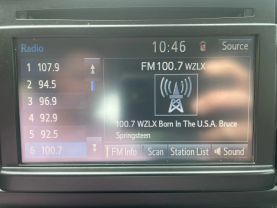 Radio 10:46 Source
FM 100.7 WZLX
1 107.9
2 94.5
3 96.9
4 92.9
5 92.5
6 100.7
100.7 WZLX Born In The U.S.A. Bruce
Springsteen
FM Info Scan Station List Sound